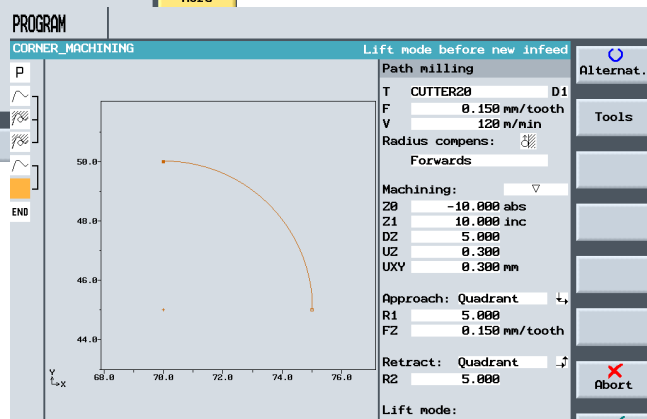 PROGRAM
CORNER_MACHINING
Lift mode before new infeed
Alternat.
Tools
Abort
P
END
50.0
48.0
46.0
44.0
68.0
70.0
72.0
74.0
76.0
Y
X
Path milling
T CUTTER20 D1
F 0.150 mm/tooth
V 120 m/min
Radius compens:
Forwards
Machining: ▽
Z0 -10.000 abs
Z1 10.000 inc
DZ 5.000
UZ 0.300
UXY 0.300 mm
Approach: Quadrant
R1 5.000
FZ 0.150 mm/tooth
Retract: Quadrant
R2 5.000
Lift mode: